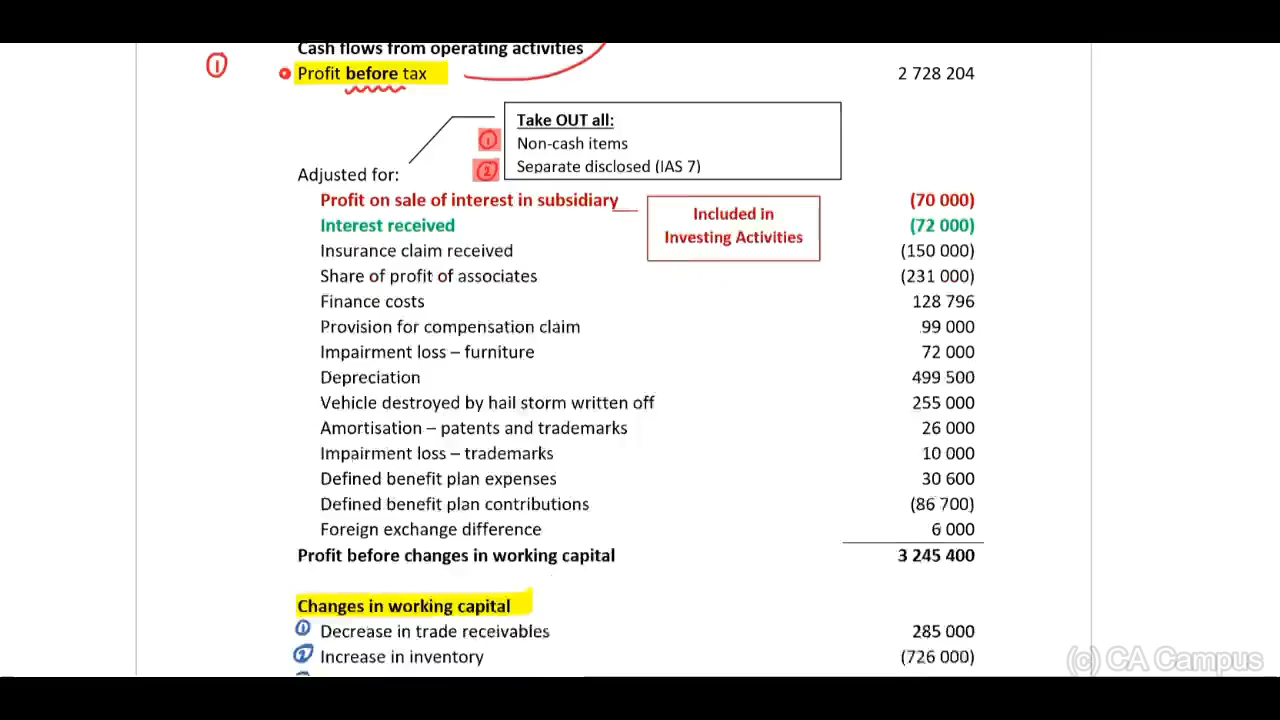 Cash flows from operating activities
① Profit before tax 2 728 204
Take OUT all:
① Non-cash items
② Separate disclosed (IAS 7)
Adjusted for:
Profit on sale of interest in subsidiary (70 000)
Included in
Investing Activities
Interest received (72 000)
Insurance claim received (150 000)
Share of profit of associates (231 000)
Finance costs 128 796
Provision for compensation claim 99 000
Impairment loss – furniture 72 000
Depreciation 499 500
Vehicle destroyed by hail storm written off 255 000
Amortisation – patents and trademarks 26 000
Impairment loss – trademarks 10 000
Defined benefit plan expenses 30 600
Defined benefit plan contributions (86 700)
Foreign exchange difference 6 000
Profit before changes in working capital 3 245 400
Changes in working capital
① Decrease in trade receivables 285 000
② Increase in inventory (726 000)
(c) CA Campus